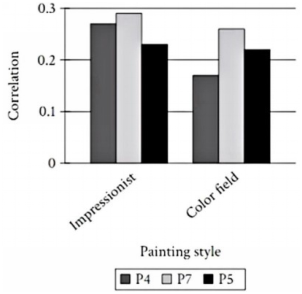 0.3
0.2
0.1
0
Correlation
Impressionist
Color field
Painting style
P4 P7 P5